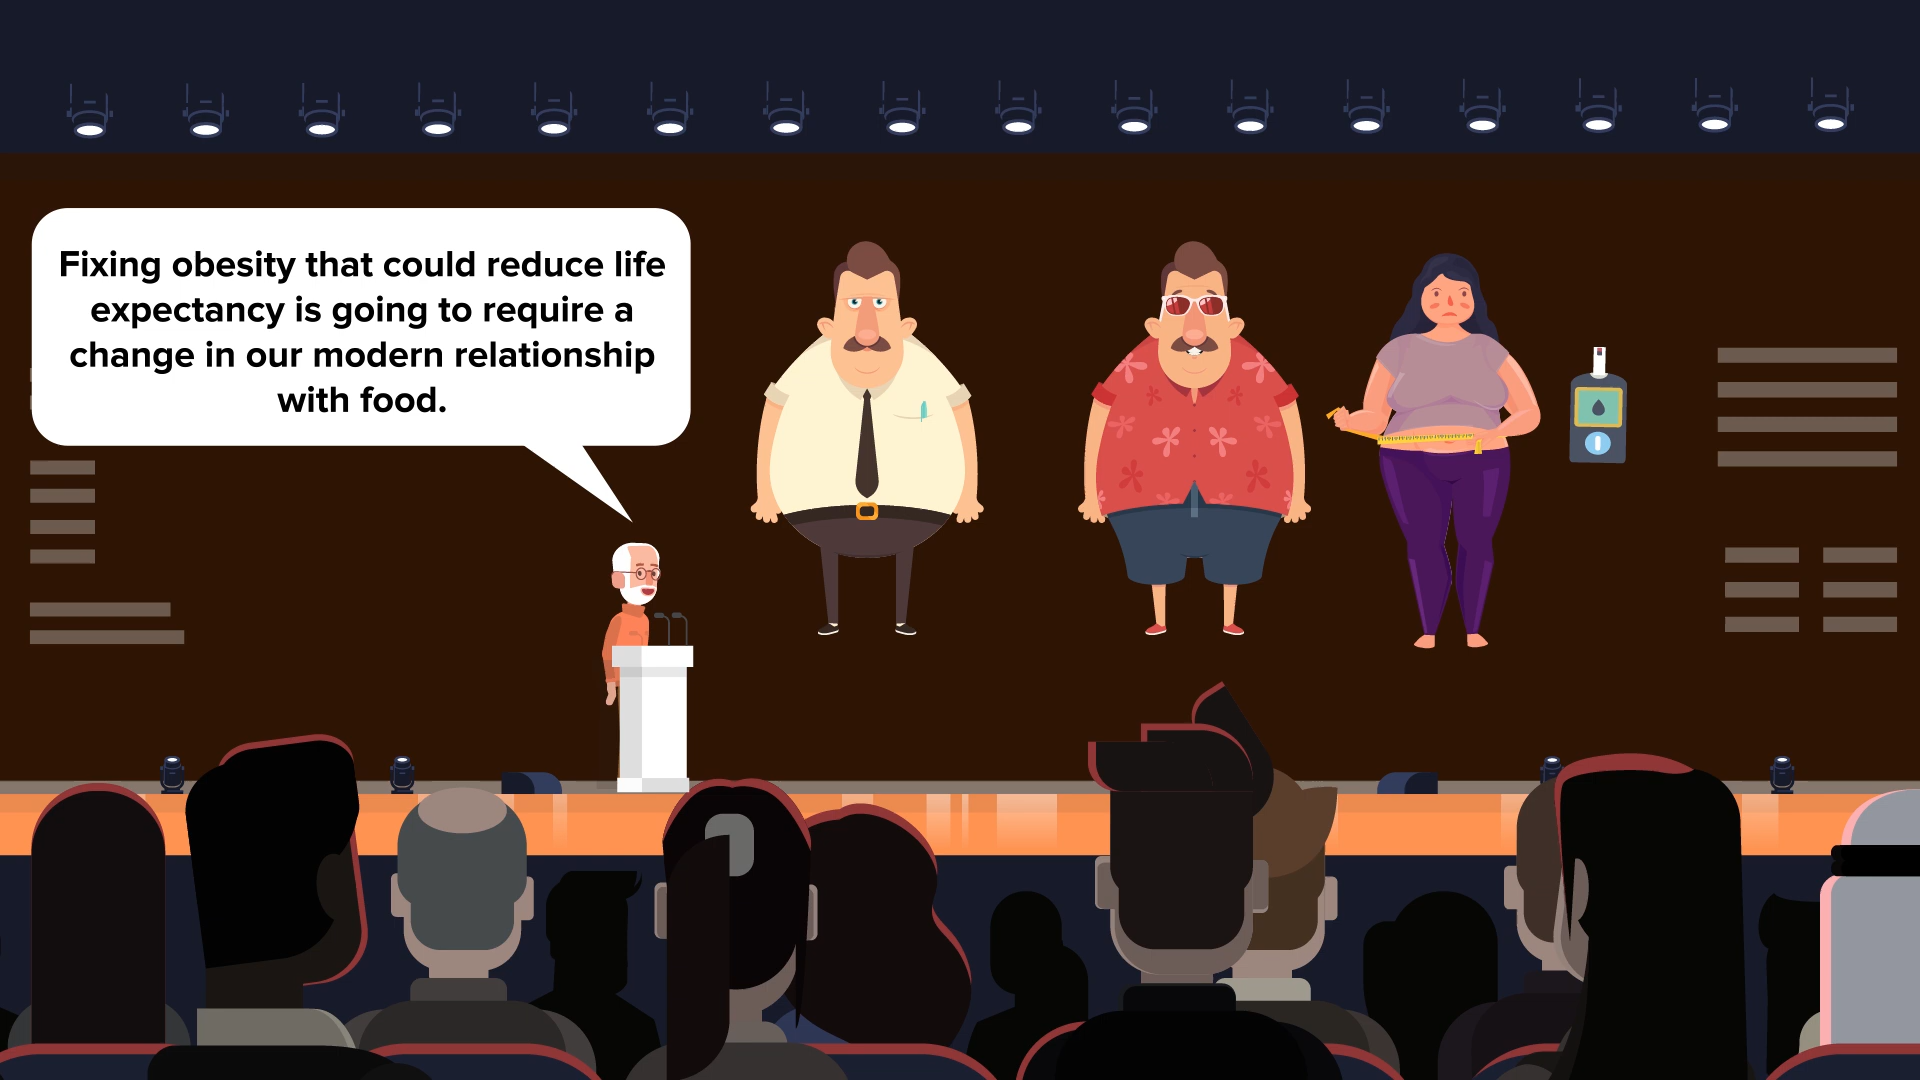 Fixing obesity that could reduce life
expectancy is going to require a
change in our modern relationship
with food.